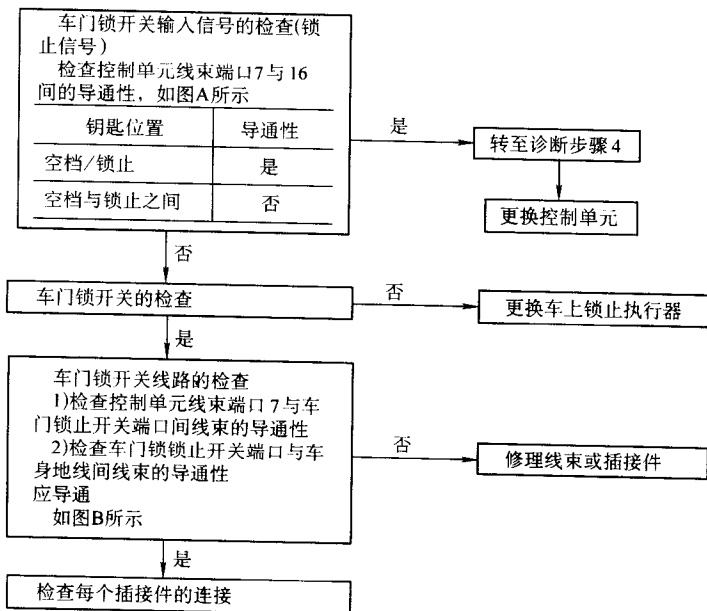 车门锁开关输入信号的检查(锁
止信号)
检查控制单元线束端口7与16
间的导通性，如图A所示
钥匙位置 导通性
空档/锁止 是
空档与锁止之间 否
是
转至诊断步骤4
更换控制单元
否
车门锁开关的检查
否
更换车上锁止执行器
是
车门锁开关线路的检查
1)检查控制单元线束端口7与车
门锁止开关端口间线束的导通性
2)检查车门锁锁止开关端口与车
身地线间线束的导通性
应导通
如图B所示
否
修理线束或插接件
是
检查每个插接件的连接